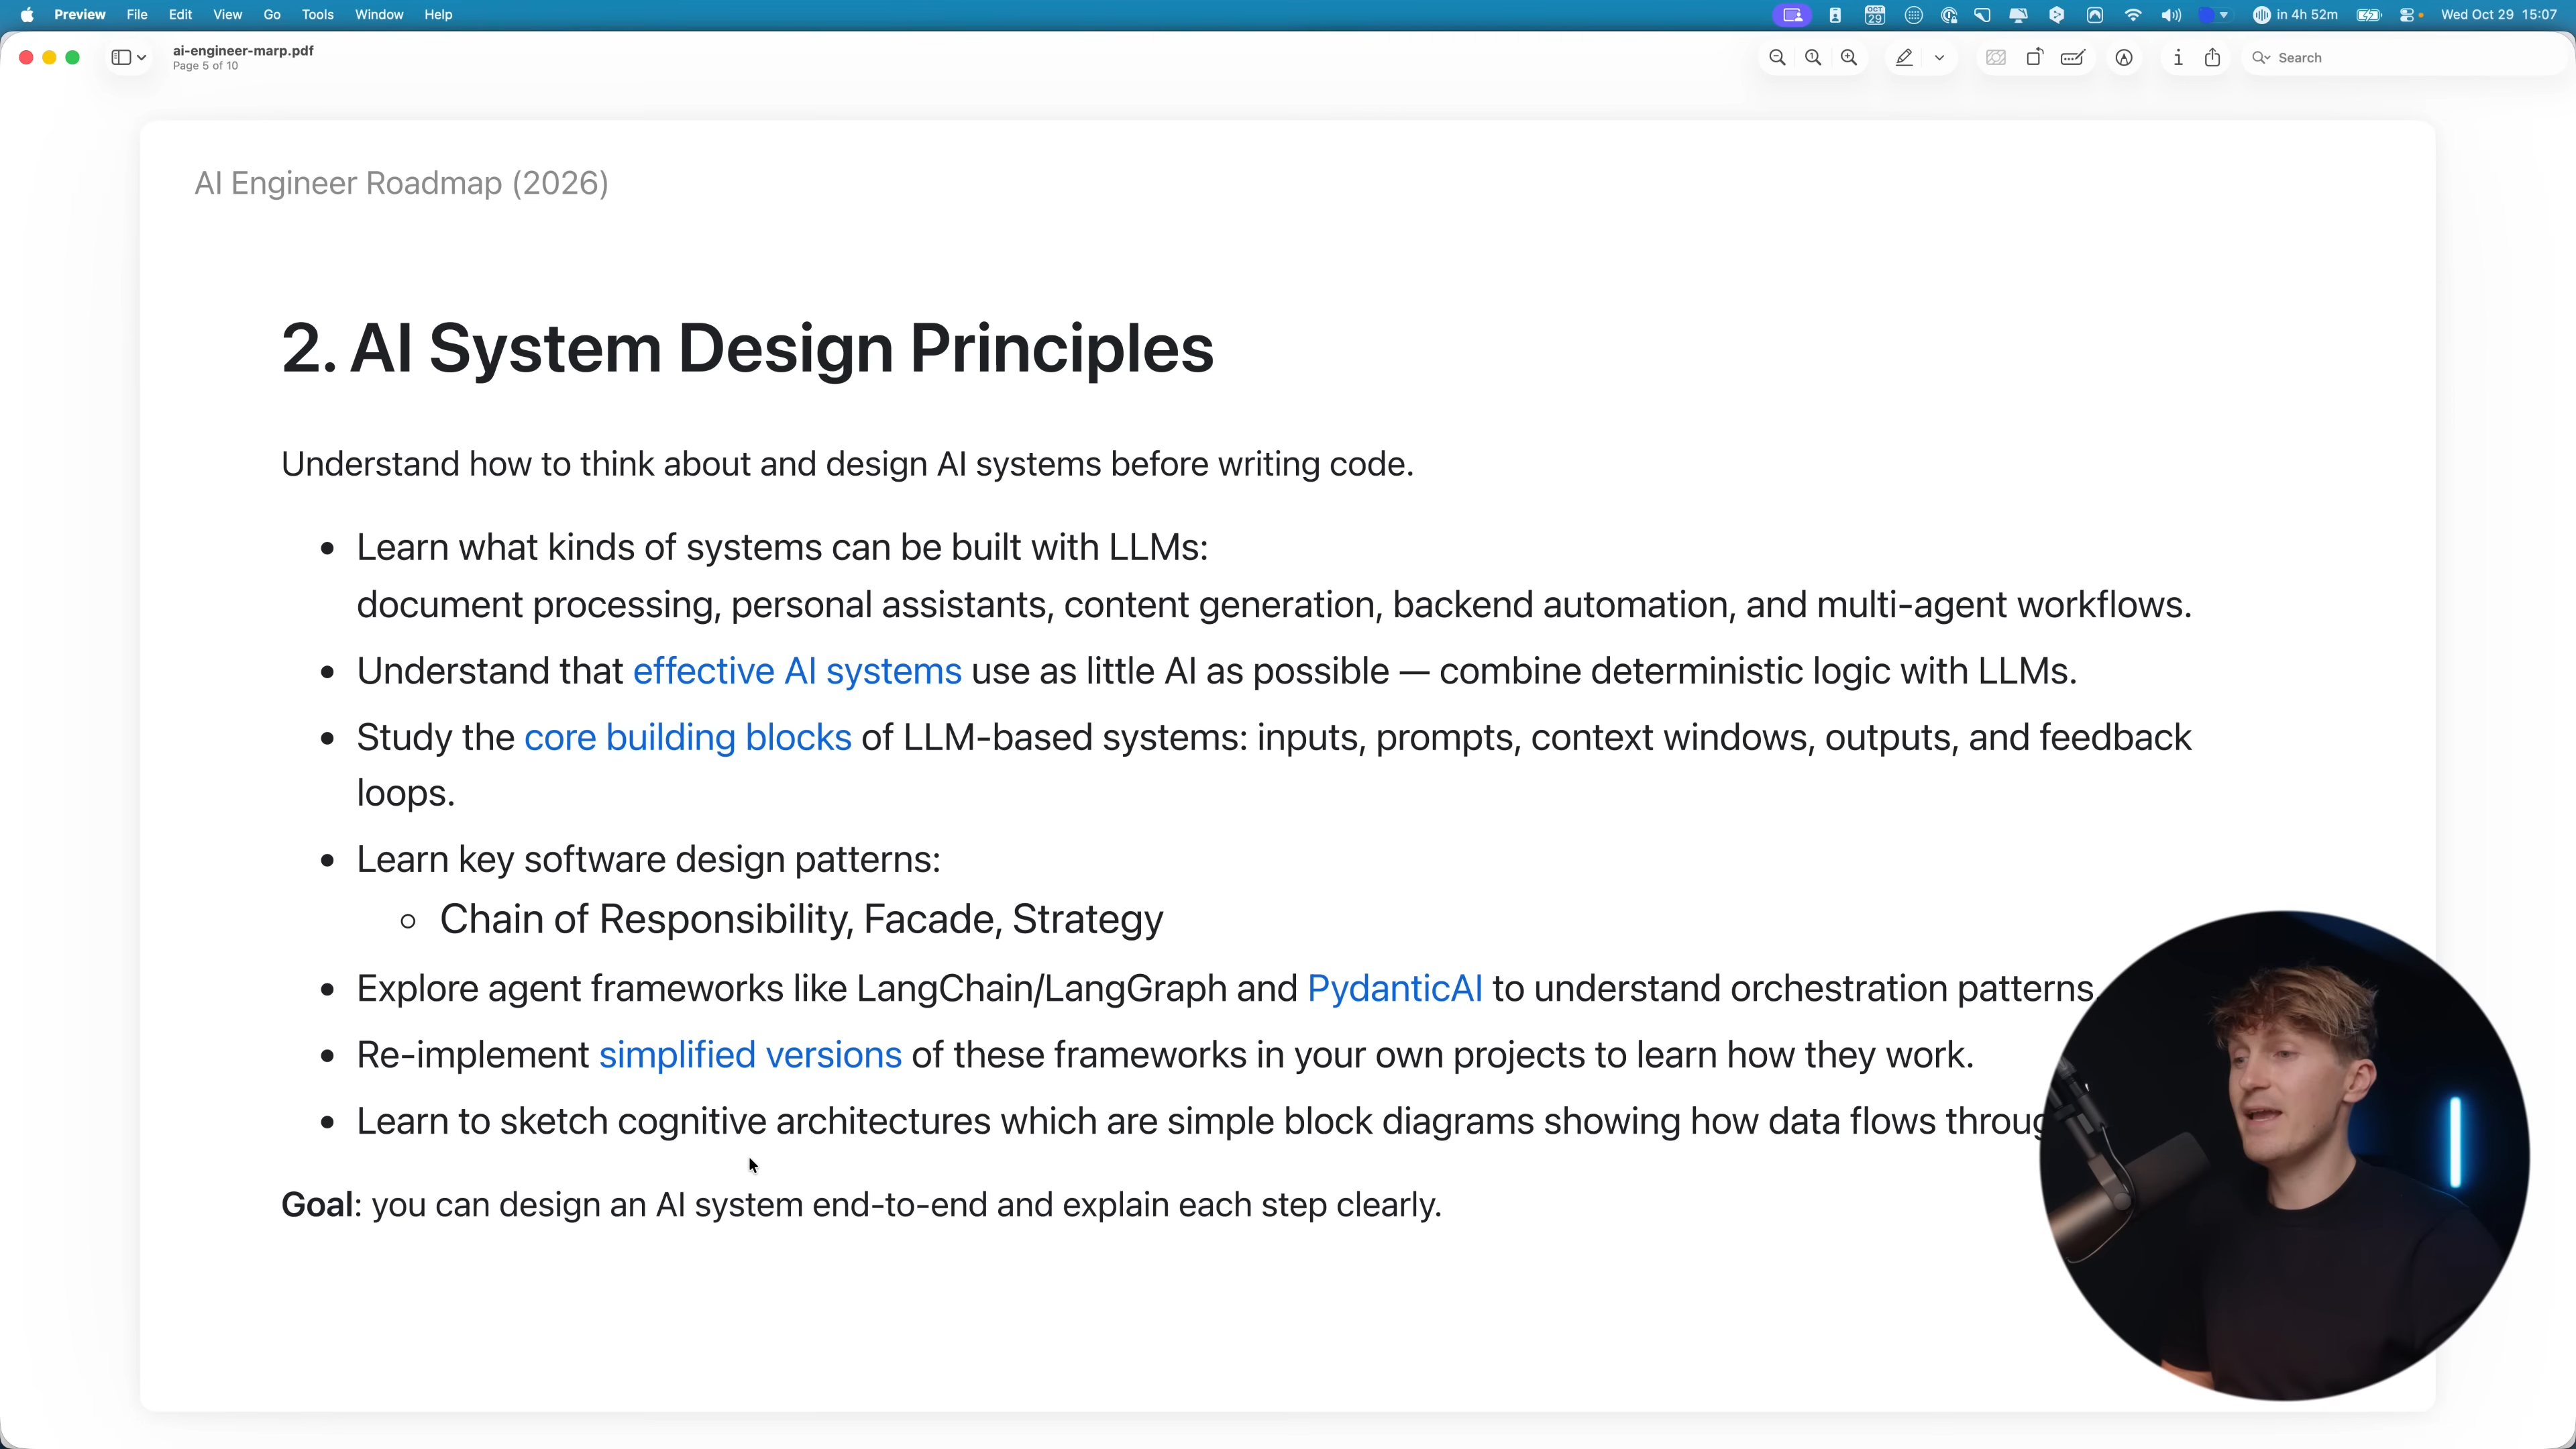 Preview File Edit View Go Tools Window Help
OCT 29
in 4h 52m
Wed Oct 29 15:07
ai-engineer-marp.pdf
Page 5 of 10
Search
AI Engineer Roadmap (2026)
2. AI System Design Principles
Understand how to think about and design AI systems before writing code.
• Learn what kinds of systems can be built with LLMs:
document processing, personal assistants, content generation, backend automation, and multi-agent workflows.
• Understand that effective AI systems use as little AI as possible — combine deterministic logic with LLMs.
• Study the core building blocks of LLM-based systems: inputs, prompts, context windows, outputs, and feedback
loops.
• Learn key software design patterns:
○ Chain of Responsibility, Facade, Strategy
• Explore agent frameworks like LangChain/LangGraph and PydanticAI to understand orchestration patterns.
• Re-implement simplified versions of these frameworks in your own projects to learn how they work.
• Learn to sketch cognitive architectures which are simple block diagrams showing how data flows
Goal: you can design an AI system end-to-end and explain each step clearly.